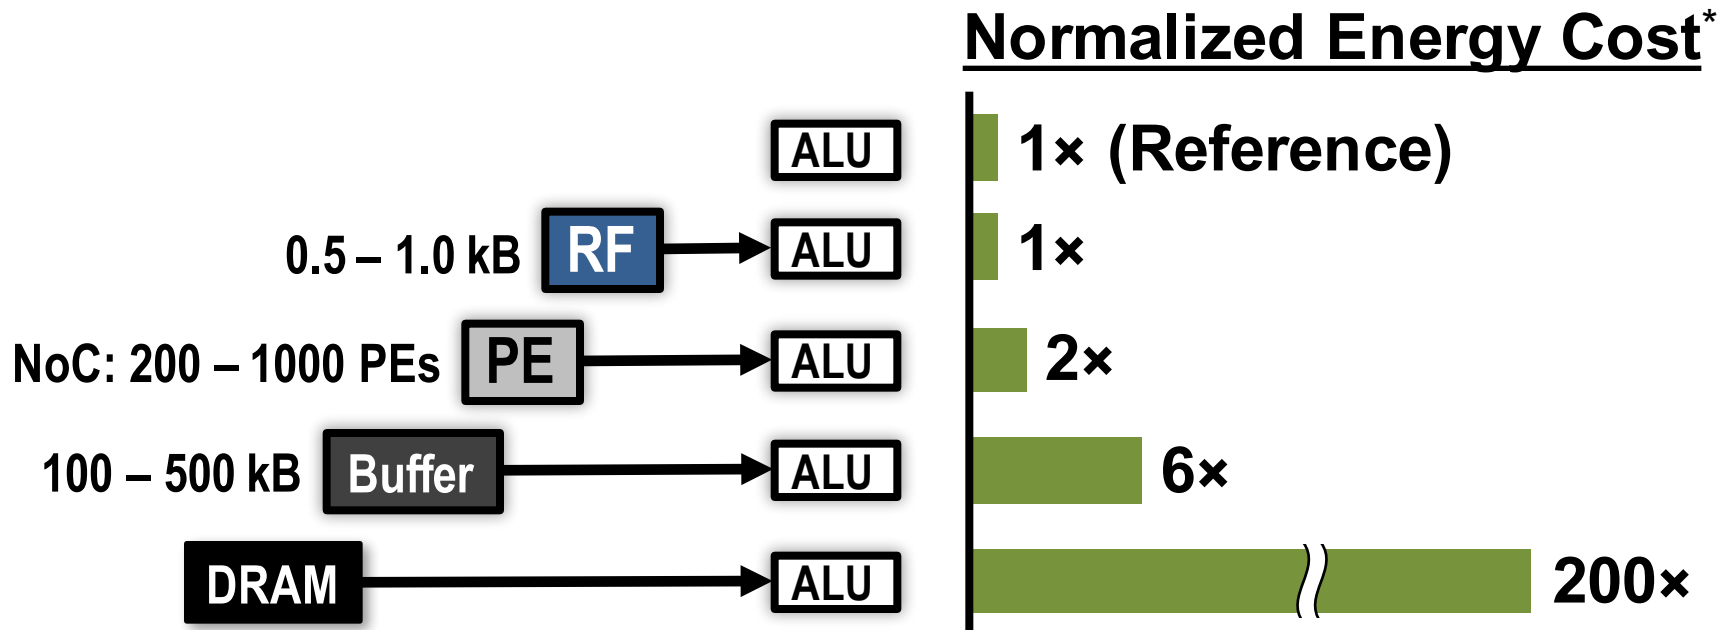 Normalized Energy Cost*
ALU 1× (Reference)
0.5 – 1.0 kB RF ALU 1×
NoC: 200 – 1000 PEs PE ALU 2×
100 – 500 kB Buffer ALU 6×
DRAM ALU 200×